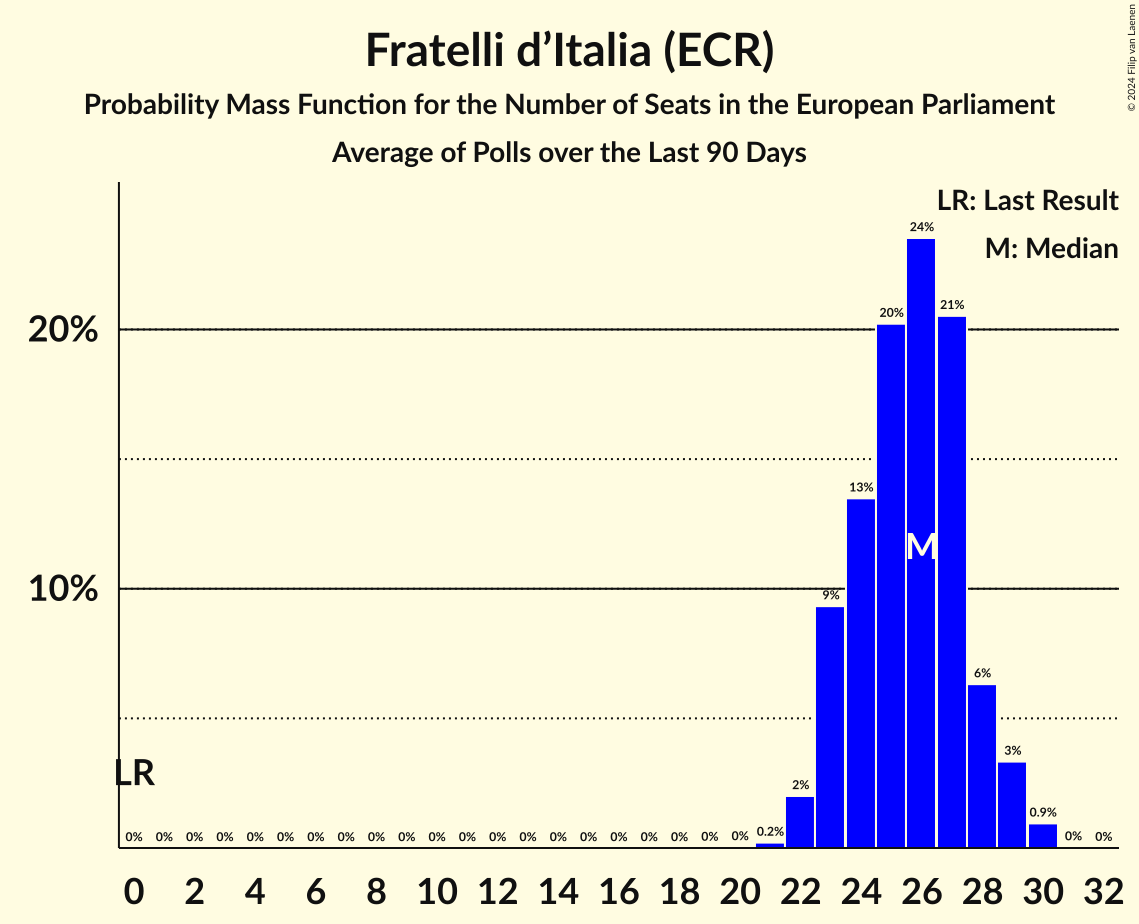 Fratelli d’Italia (ECR)
Probability Mass Function for the Number of Seats in the European Parliament
Average of Polls over the Last 90 Days
© 2024 Filip van Laenen
LR: Last Result
M: Median
20%
10%
LR
M
0% 0% 0% 0% 0% 0% 0% 0% 0% 0% 0% 0% 0% 0% 0% 0% 0% 0% 0% 0% 0% 0.2% 2% 9% 13% 20% 24% 21% 6% 3% 0.9% 0% 0%
0 2 4 6 8 10 12 14 16 18 20 22 24 26 28 30 32